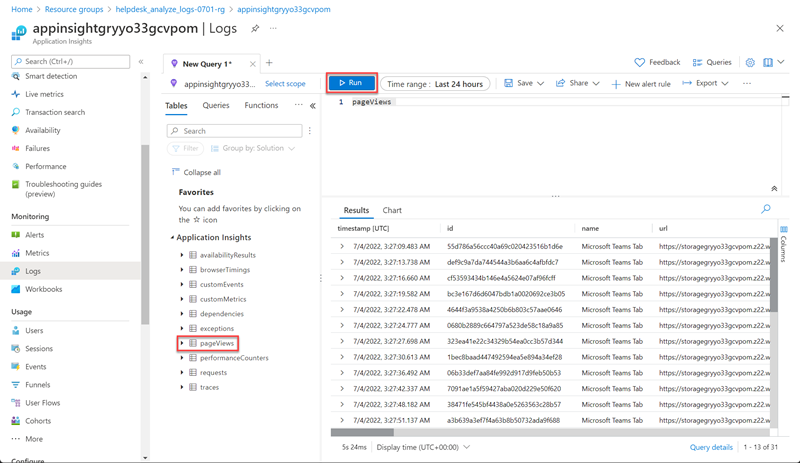 Home > Resource groups > helpdesk_analyze_logs-0701-rg > appinsightgryyo33gcvpom
appinsightgryyo33gcvpom | Logs
Application Insights
Search (Ctrl+/)
Smart detection
Live metrics
Transaction search
Availability
Failures
Performance
Troubleshooting guides
(preview)
Monitoring
Alerts
Metrics
Logs
Workbooks
Usage
Users
Sessions
Events
Funnels
User Flows
Cohorts
More
Configure
New Query 1*
Feedback
Queries
appinsightgryyo33gc...
Select scope
Run
Time range : Last 24 hours
Save
Share
New alert rule
Export
Tables
Queries
Functions
Search
Filter
Group by: Solution
Collapse all
Favorites
You can add favorites by clicking on
the ☆ icon
Application Insights
availabilityResults
browserTimings
customEvents
customMetrics
dependencies
exceptions
pageViews
performanceCounters
requests
traces
1 pageViews
Results
Chart
timestamp [UTC] id name url
7/4/2022, 3:27:09.483 AM 55d786a56ccc40a69c020423516b1d6e Microsoft Teams Tab https://storagegryyo33gcvpom.z22.w
7/4/2022, 3:27:13.738 AM def9c9a7da744544a3b6aa6c4afbfdc7 Microsoft Teams Tab https://storagegryyo33gcvpom.z22.w
7/4/2022, 3:27:16.660 AM cf53593434b146e4a5624e07af96fcff Microsoft Teams Tab https://storagegryyo33gcvpom.z22.w
7/4/2022, 3:27:19.582 AM bc3e167d6d6047bdb1a0020692ce3b05 Microsoft Teams Tab https://storagegryyo33gcvpom.z22.w
7/4/2022, 3:27:22.478 AM 4644f3a9538a4250b6b803c57aae0646 Microsoft Teams Tab https://storagegryyo33gcvpom.z22.w
7/4/2022, 3:27:24.777 AM 0680b2889c664797a523de58c18a9a85 Microsoft Teams Tab https://storagegryyo33gcvpom.z22.w
7/4/2022, 3:27:27.698 AM 323ea41e22c34329b54ea0cc3b57d344 Microsoft Teams Tab https://storagegryyo33gcvpom.z22.w
7/4/2022, 3:27:30.613 AM 1bec8baad447492594ea5e894a34ef28 Microsoft Teams Tab https://storagegryyo33gcvpom.z22.w
7/4/2022, 3:27:36.492 AM 06b33def7aa84fe992d917d9feb50b53 Microsoft Teams Tab https://storagegryyo33gcvpom.z22.w
7/4/2022, 3:27:42.337 AM 7091ae1a5f59427aba020d229e50f620 Microsoft Teams Tab https://storagegryyo33gcvpom.z22.w
7/4/2022, 3:27:48.182 AM 38471fe545bf4438a0e5263563c28b57 Microsoft Teams Tab https://storagegryyo33gcvpom.z22.w
7/4/2022, 3:27:51.137 AM a3b639a3ef7f4a63b8b50732ada9f688 Microsoft Teams Tab https://storagegryyo33gcvpom.z22.w
Columns
5s 24ms
Display time (UTC+00:00)
Query details
1 - 13 of 31